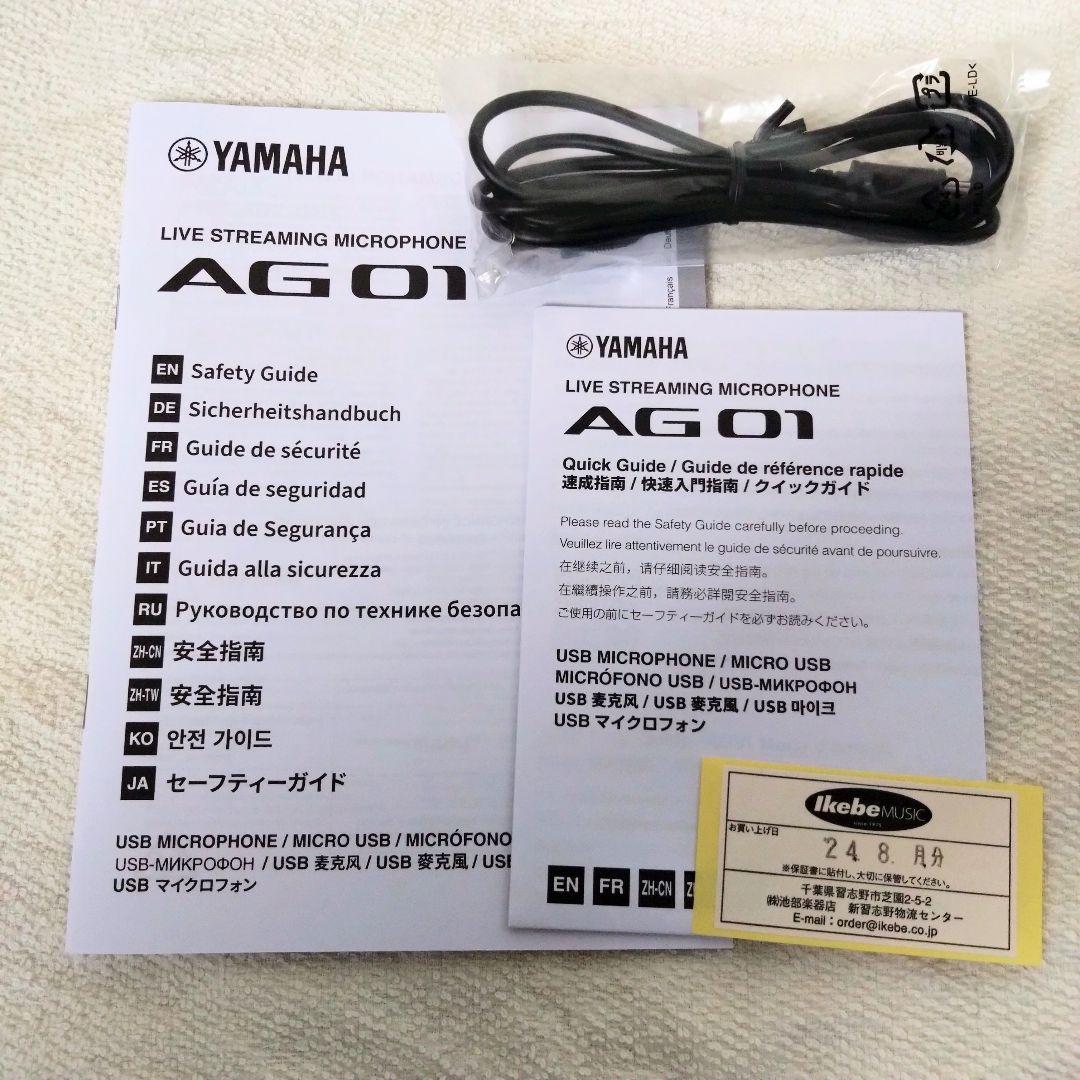 YAMAHA
LIVE STREAMING MICROPHONE
AG 01
EN Safety Guide
DE Sicherheitshandbuch
FR Guide de sécurité
ES Guía de seguridad
PT Guia de Segurança
IT Guida alla sicurezza
RU Руководство по технике безопа
ZH-CN 安全指南
ZH-TW 安全指南
KO 안전 가이드
JA セーフティーガイド
USB MICROPHONE / MICRO USB / MICRÓFONO
USB-МИКРОФОН / USB 麦克风 / USB 麥克風 / USB
USB マイクロフォン
Français
プラ
E-LD<
YAMAHA
LIVE STREAMING MICROPHONE
AG 01
Quick Guide / Guide de référence rapide
速成指南 / 快速入門指南 / クイックガイド
Please read the Safety Guide carefully before proceeding.
Veuillez lire attentivement le guide de sécurité avant de poursuivre.
在继续之前，请仔细阅读安全指南。
在繼續操作之前，請務必詳閱安全指南。
ご使用の前にセーフティーガイドを必ずお読みください。
USB MICROPHONE / MICRO USB
MICRÓFONO USB / USB-МИКРОФОН
USB 麦克风 / USB 麥克風 / USB 마이크
USB マイクロフォン
EN FR ZH-CN
Ikebe MUSIC
since 1975
お買い上げ日
'24. 8. 月分
※保証書に貼付し、大切に保管してください。
千葉県習志野市芝園2-5-2
㈱池部楽器店 新習志野物流センター
E-mail：order@ikebe.co.jp